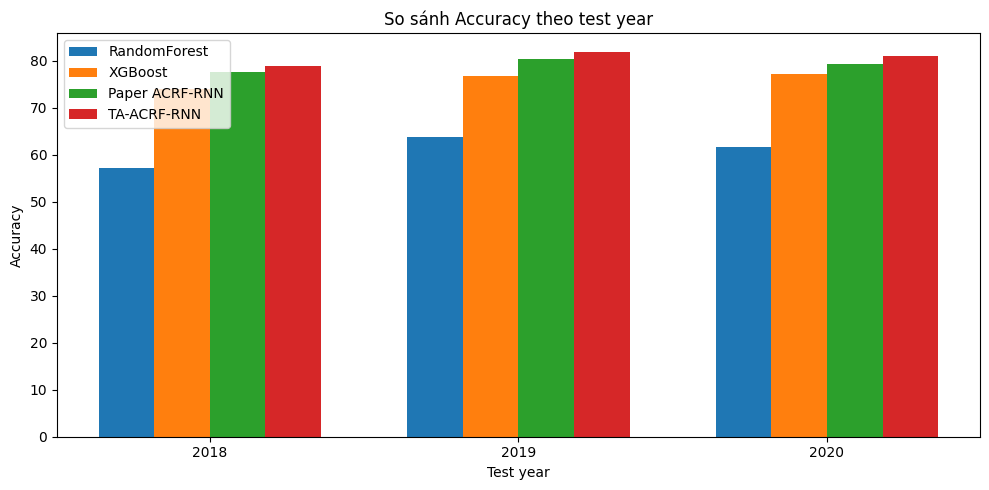 So sánh Accuracy theo test year
RandomForest
XGBoost
Paper ACRF-RNN
TA-ACRF-RNN
Accuracy
80
70
60
50
40
30
20
10
0
2018
2019
2020
Test year